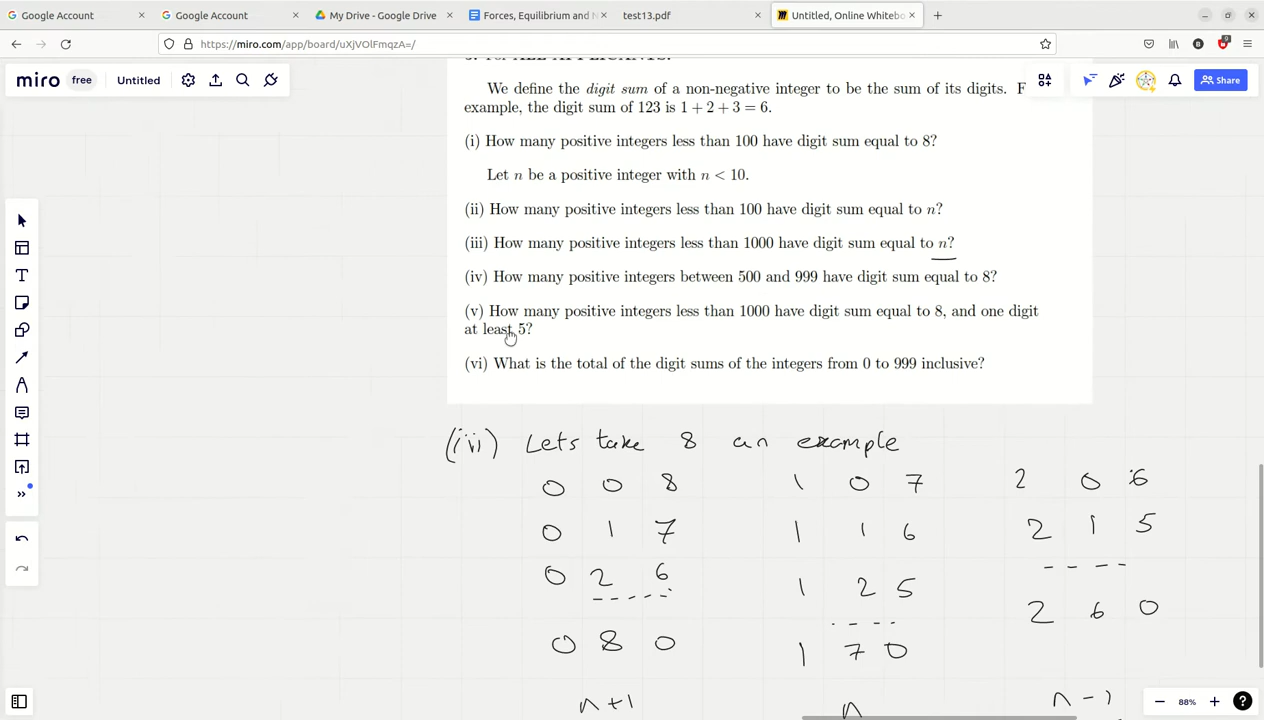 Google Account
Google Account
My Drive - Google Drive
Forces, Equilibrium and N
test13.pdf
Untitled, Online Whitebo
https://miro.com/app/board/uXjVOlFmqzA=/
miro free Untitled
Share
We define the digit sum of a non-negative integer to be the sum of its digits. F
example, the digit sum of 123 is 1 + 2 + 3 = 6.
(i) How many positive integers less than 100 have digit sum equal to 8?
Let n be a positive integer with n < 10.
(ii) How many positive integers less than 100 have digit sum equal to n?
(iii) How many positive integers less than 1000 have digit sum equal to n?
(iv) How many positive integers between 500 and 999 have digit sum equal to 8?
(v) How many positive integers less than 1000 have digit sum equal to 8, and one digit
at least 5?
(vi) What is the total of the digit sums of the integers from 0 to 999 inclusive?
(iii) Lets take 8 an example
0 0 8 1 0 7 2 0 6
0 1 7 1 1 6 2 1 5
0 2 6 1 2 5 - - - -
- - - - - - - - - 2 6 0
0 8 0 1 7 0
n + 1 n n - 1
88%